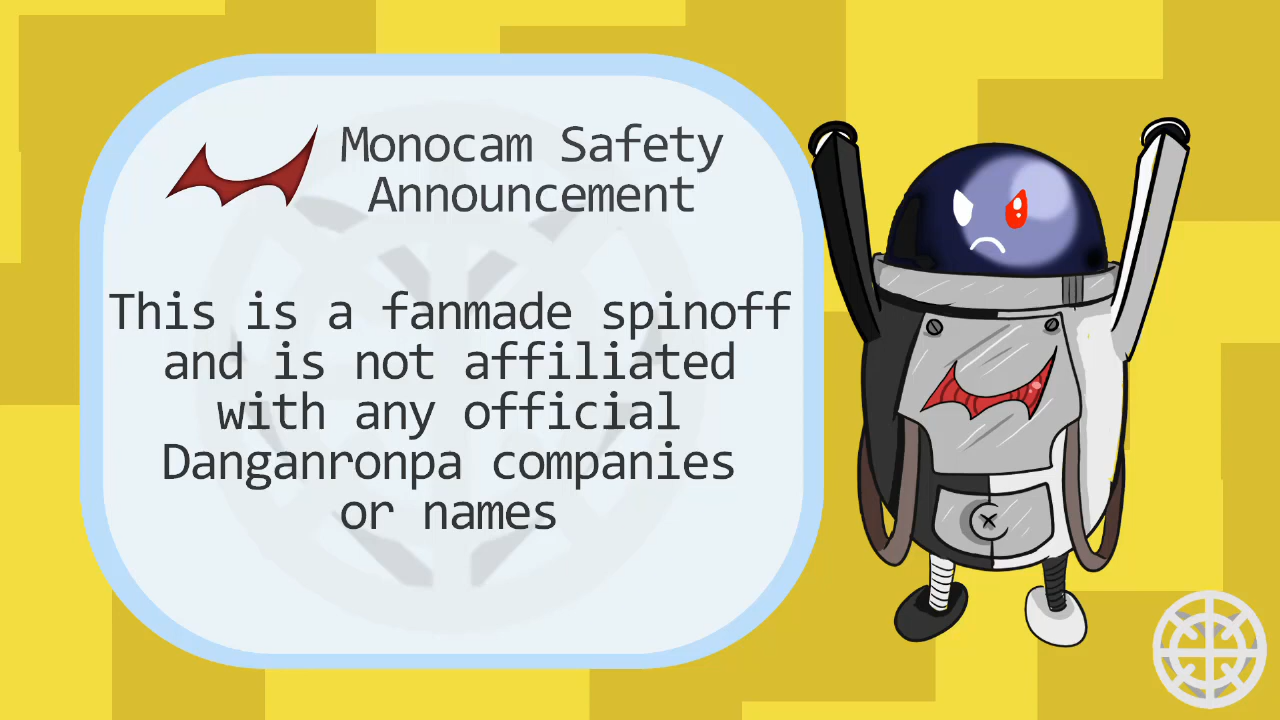 Monocam Safety
Announcement
This is a fanmade spinoff
and is not affiliated
with any official
Danganronpa companies
or names